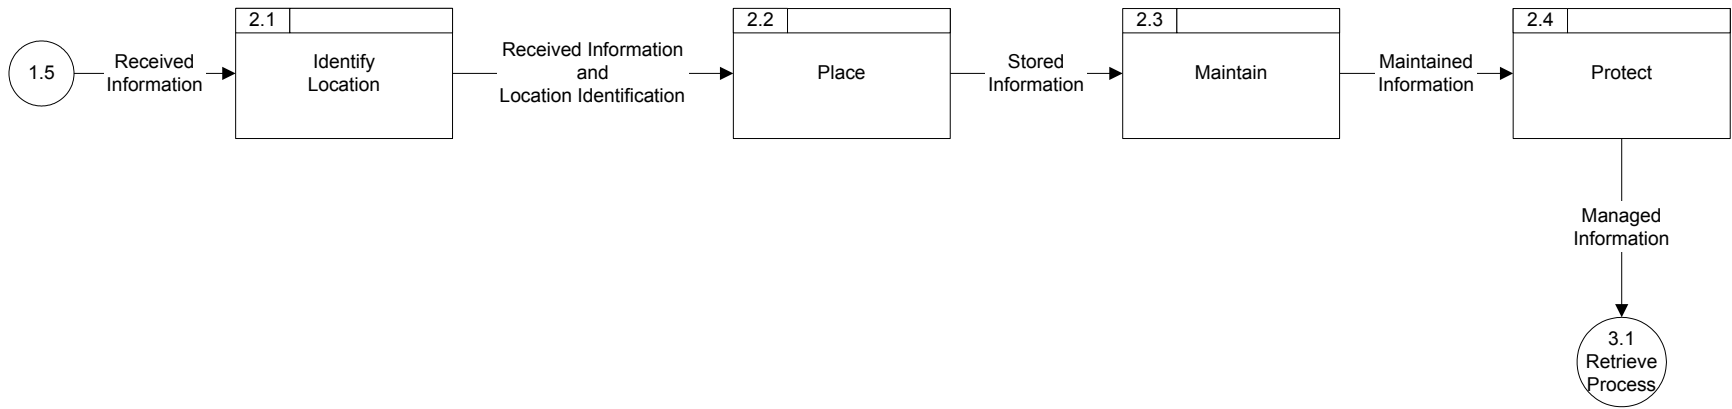 1.5
Received
Information
2.1
Identify
Location
Received Information
and
Location Identification
2.2
Place
Stored
Information
2.3
Maintain
Maintained
Information
2.4
Protect
Managed
Information
3.1
Retrieve
Process